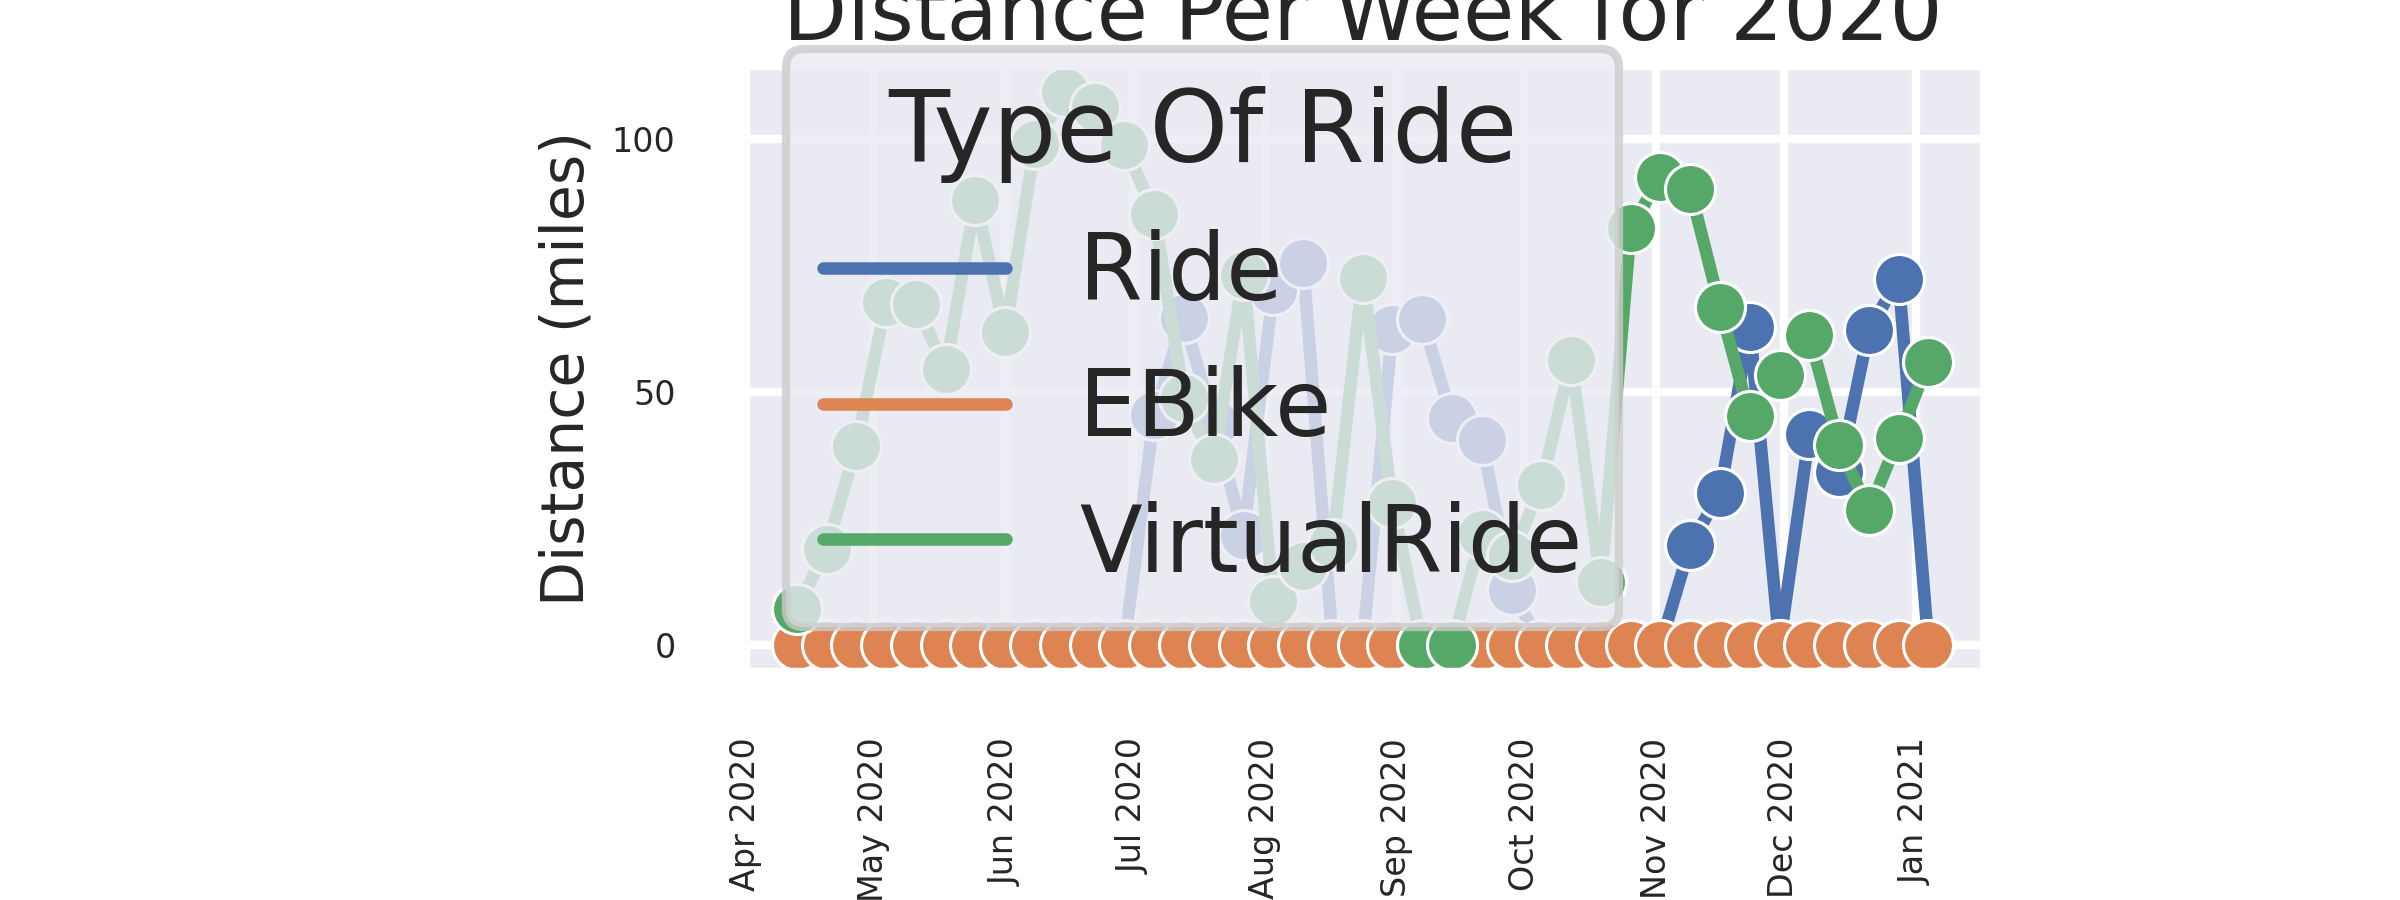 Distance Per Week for 2020
Type Of Ride
Ride
EBike
VirtualRide
Distance (miles)
100
50
0
Apr 2020
May 2020
Jun 2020
Jul 2020
Aug 2020
Sep 2020
Oct 2020
Nov 2020
Dec 2020
Jan 2021